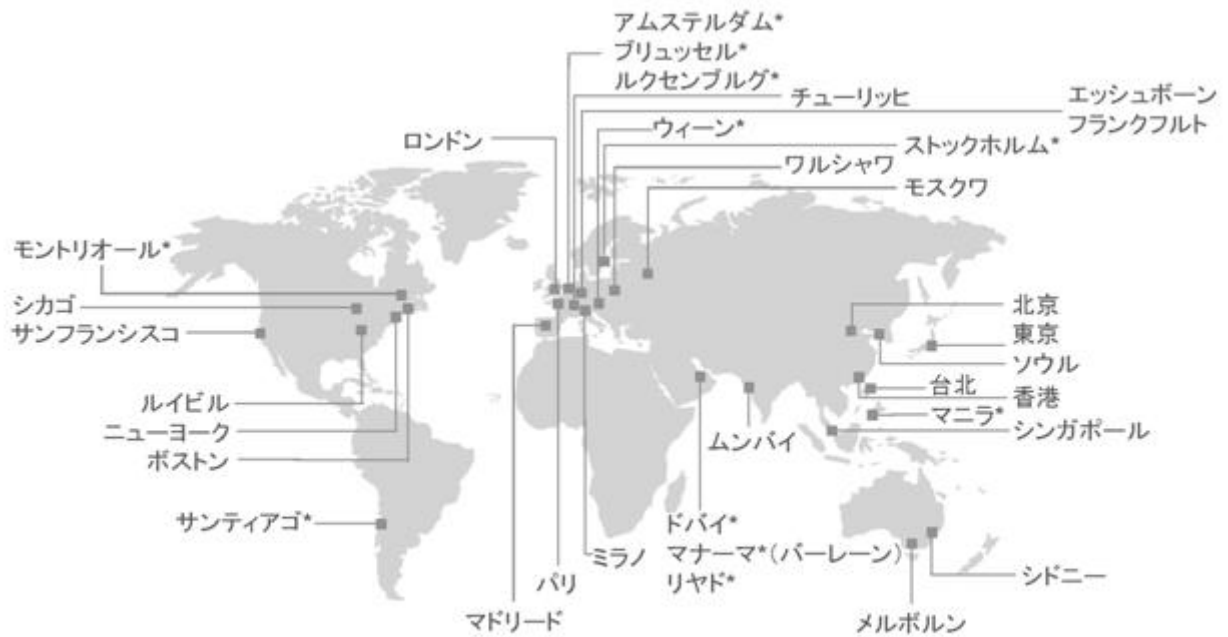 アムステルダム*
ブリュッセル*
ルクセンブルグ*
チューリッヒ
エッシュボーン
フランクフルト
ロンドン
ウィーン*
ストックホルム*
ワルシャワ
モスクワ
モントリオール*
シカゴ
サンフランシスコ
北京
東京
ソウル
台北
香港
マニラ*
シンガポール
ルイビル
ニューヨーク
ボストン
ムンバイ
サンティアゴ*
ドバイ*
マナーマ*(バーレーン)
リヤド*
ミラノ
パリ
マドリード
シドニー
メルボルン